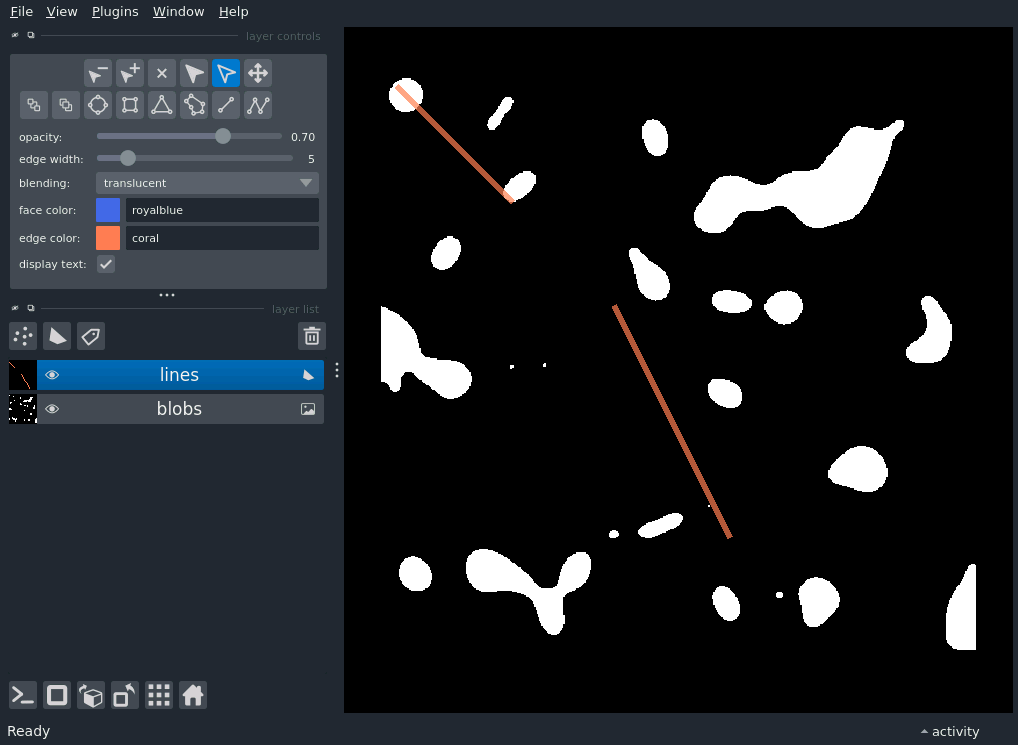 File View Plugins Window Help
layer controls
opacity: 0.70
edge width: 5
blending: translucent
face color: royalblue
edge color: coral
display text:
layer list
lines
blobs
Ready
activity